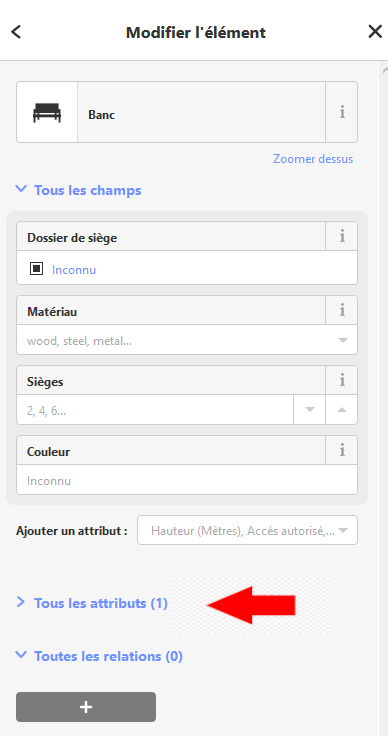 Modifier l'élément
Banc
i
Zoomer dessus
Tous les champs
Dossier de siège
i
Inconnu
Matériau
i
wood, steel, metal...
Sièges
i
2, 4, 6...
Couleur
i
Inconnu
Ajouter un attribut :
Hauteur (Mètres), Accès autorisé,...
Tous les attributs (1)
Toutes les relations (0)
+